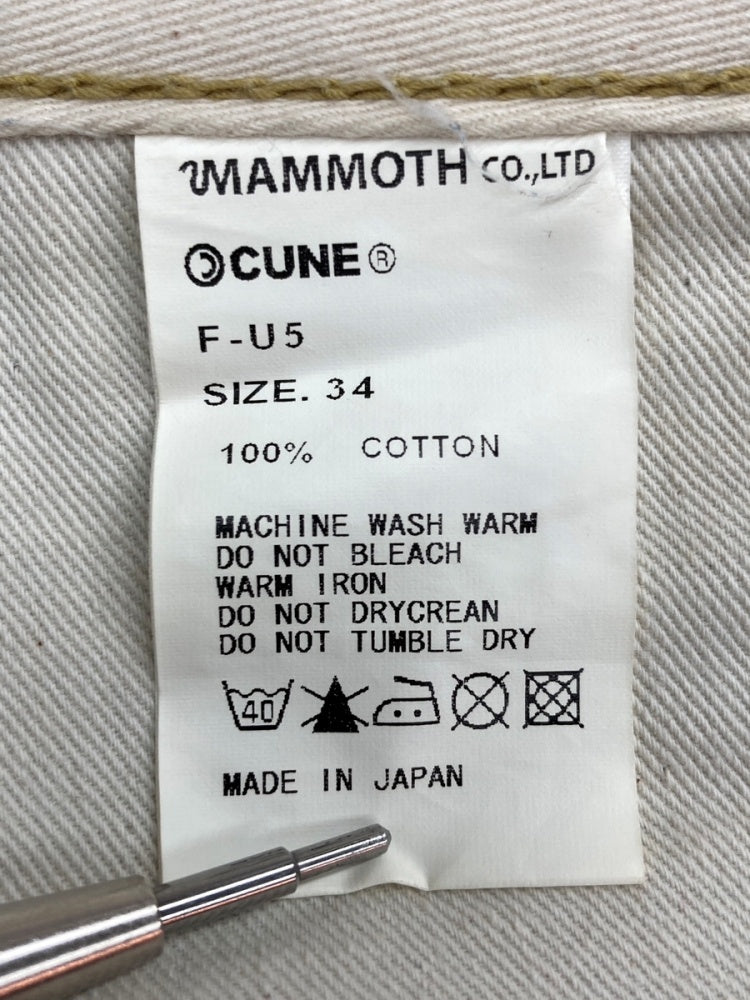 MAMMOTH CO.,LTD
CUNE®
F-U5
SIZE. 34
100% COTTON
MACHINE WASH WARM
DO NOT BLEACH
WARM IRON
DO NOT DRYCREAN
DO NOT TUMBLE DRY
40
MADE IN JAPAN